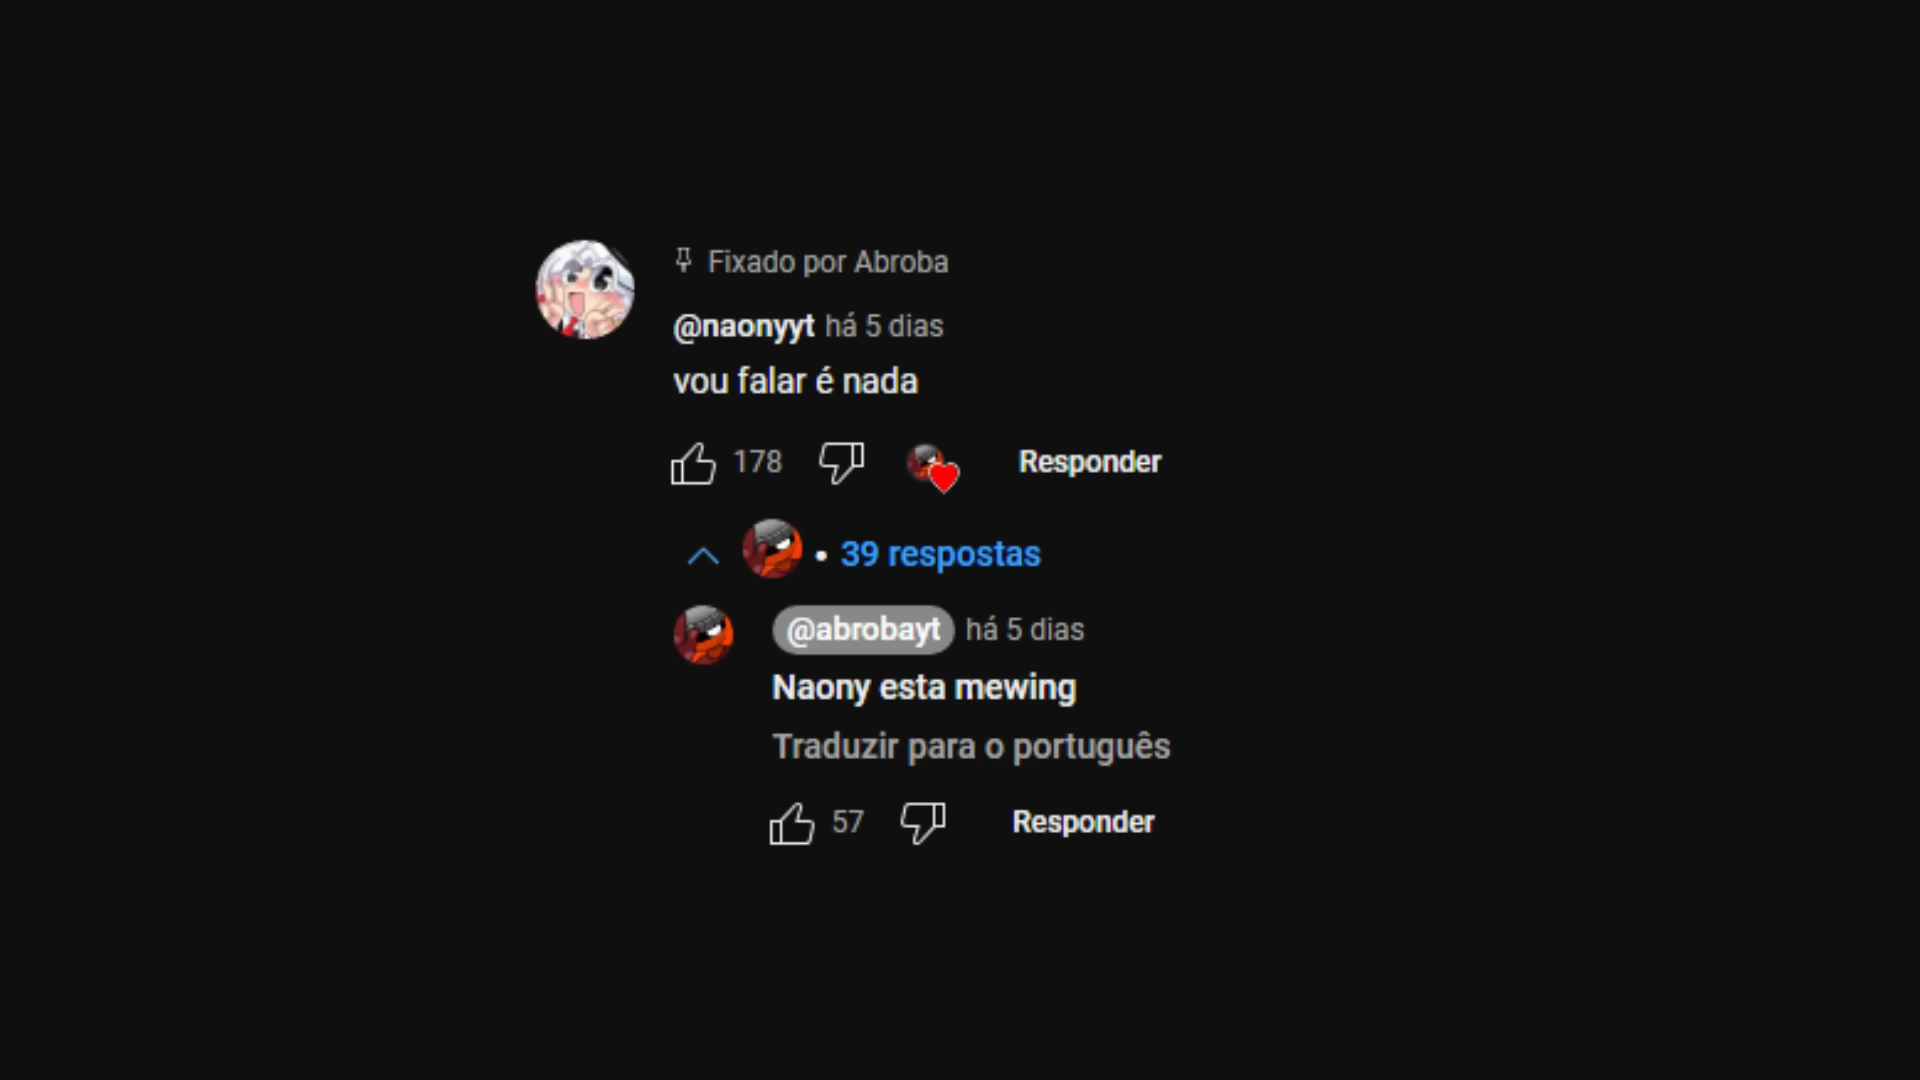 Fixado por Abroba
@naonyyt há 5 dias
vou falar é nada
178 Responder
• 39 respostas
@abrobayt há 5 dias
Naony esta mewing
Traduzir para o português
57 Responder